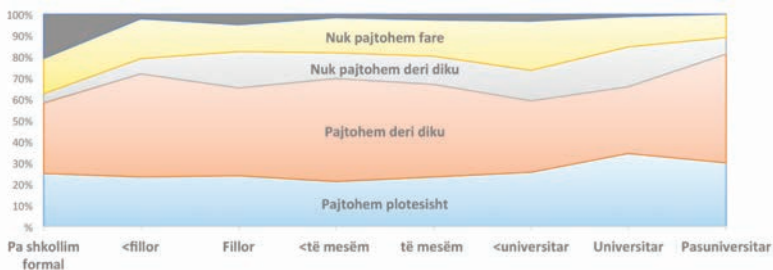 100%
90%
80%
70%
60%
50%
40%
30%
20%
10%
%
Nuk pajtohem fare
Nuk pajtohem deri diku
Pajtohem deri diku
Pajtohem plotesisht
Pa shkollim formal
<fillor
Fillor
<të mesëm
të mesëm
<universitar
Universitar
Pasuniversitar